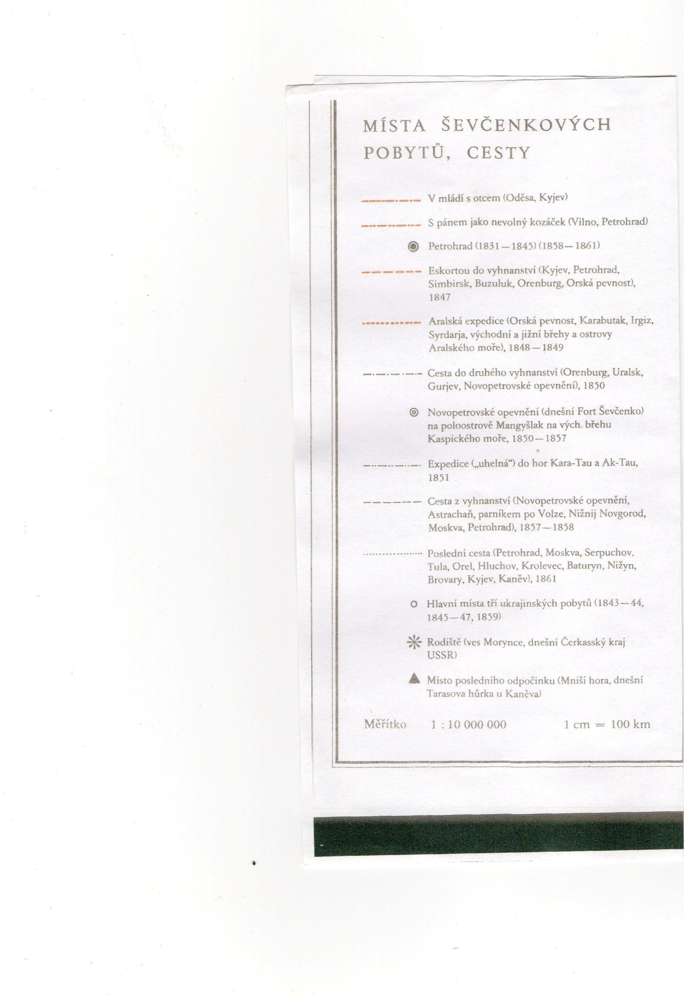 MÍSTA ŠEVČENKOVÝCH
POBYTŮ, CESTY
V mládí s otcem (Oděsa, Kyjev)
S pánem jako nevolný kozáček (Vilno, Petrohrad)
Petrohrad (1831—1845) (1858—1861)
Eskortou do vyhnanství (Kyjev, Petrohrad,
Simbirsk, Buzuluk, Orenburg, Orská pevnost),
1847
Aralská expedice (Orská pevnost, Karabutak, Irgiz,
Syrdarja, východní a jižní břehy a ostrovy
Aralského moře), 1848—1849
Cesta do druhého vyhnanství (Orenburg, Uralsk,
Gurjev, Novopetrovské opevnění), 1850
Novopetrovské opevnění (dnešní Fort Ševčenko)
na poloostrově Mangyšlak na vých. břehu
Kaspického moře, 1850—1857
Expedice („uhelná“) do hor Kara-Tau a Ak-Tau,
1851
Cesta z vyhnanství (Novopetrovské opevnění,
Astrachaň, parníkem po Volze, Nižnij Novgorod,
Moskva, Petrohrad), 1857—1858
Poslední cesta (Petrohrad, Moskva, Serpuchov.
Tula, Orel, Hluchov, Krolevec, Baturyn, Nižyn,
Brovary, Kyjev, Kaněv), 1861
Hlavní místa tří ukrajinských pobytů (1843—44,
1845—47, 1859)
Rodiště (ves Morynce, dnešní Čerkasský kraj
USSR)
Místo posledního odpočinku (Mniší hora, dnešní
Tarasova hůrka u Kaněva)
Měřítko 1 : 10 000 000 1 cm = 100 km